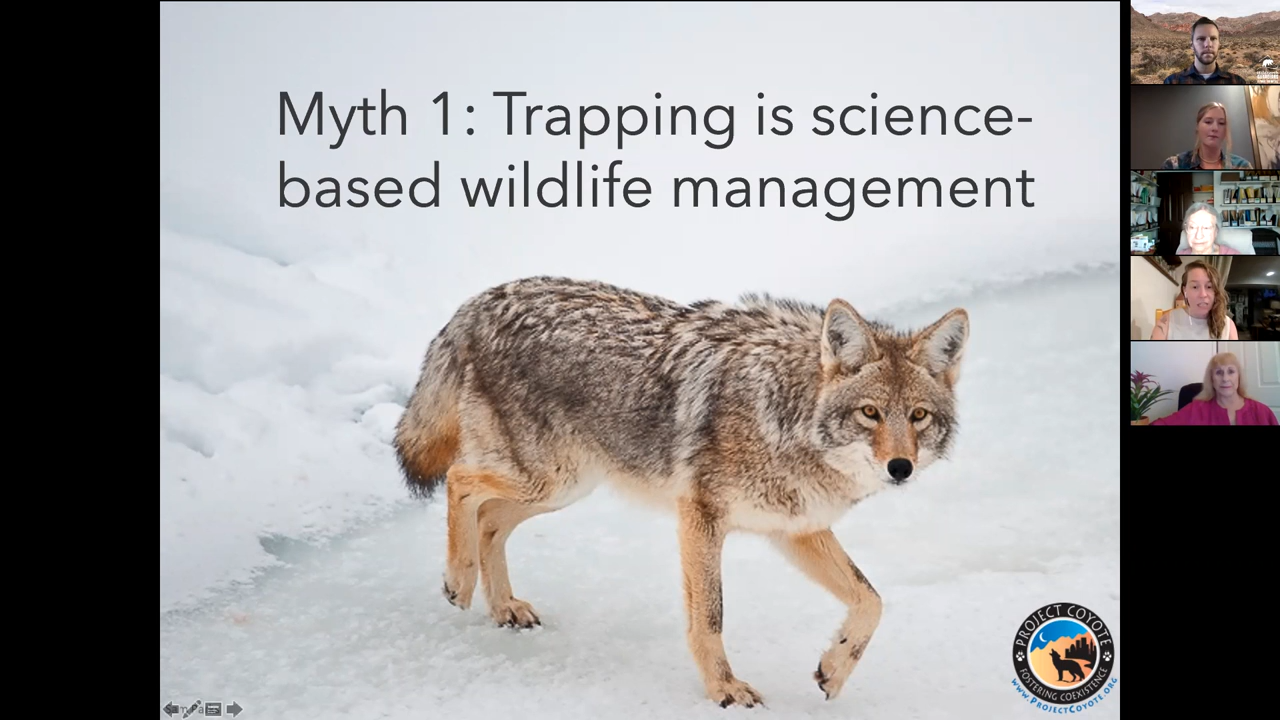 Myth 1: Trapping is science-
based wildlife management
PROJECT COYOTE
FOSTERING COEXISTENCE
WWW.PROJECTCOYOTE.ORG